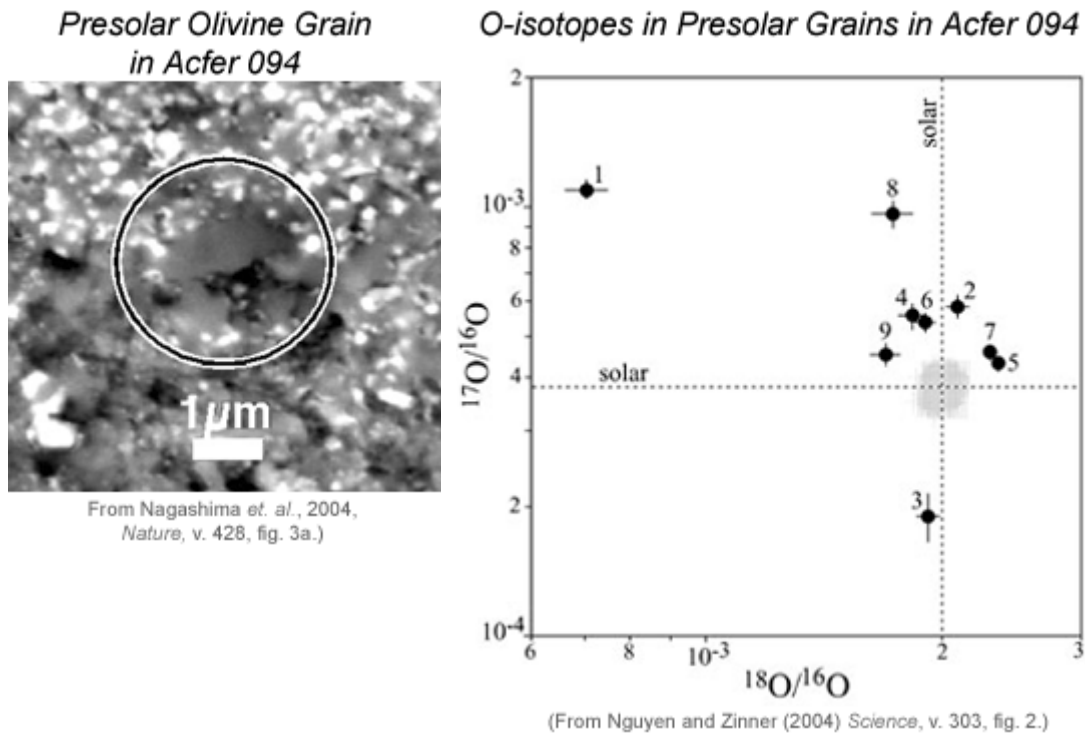 Presolar Olivine Grain
in Acfer 094
1µm
From Nagashima et. al., 2004,
Nature, v. 428, fig. 3a.)
O-isotopes in Presolar Grains in Acfer 094
2
10⁻³
8
6
4
2
10⁻⁴
¹⁷O/¹⁶O
solar
solar
1
8
4
6
2
9
7
5
3
6
8
10⁻³
2
3
¹⁸O/¹⁶O
(From Nguyen and Zinner (2004) Science, v. 303, fig. 2.)